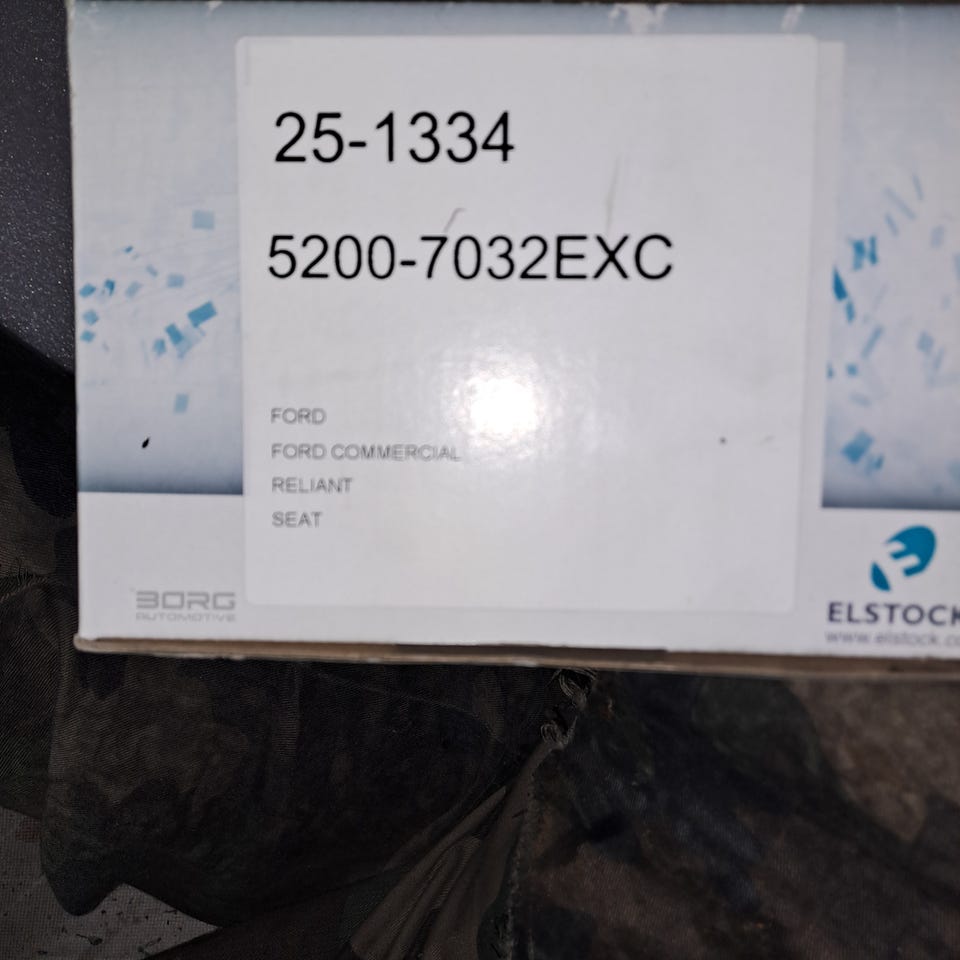 25-1334
5200-7032EXC
FORD
FORD COMMERCIAL
RELIANT
SEAT
BORG
AUTOMOTIVE
ELSTOCK
www.elstock.co